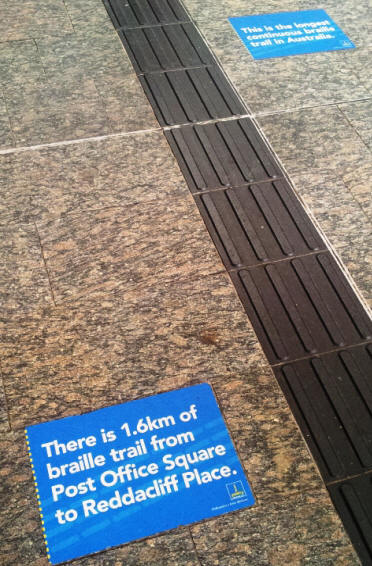 This is the longest
continuous braille
trail in Australia.
There is 1.6km of
braille trail from
Post Office Square
to Reddacliff Place.